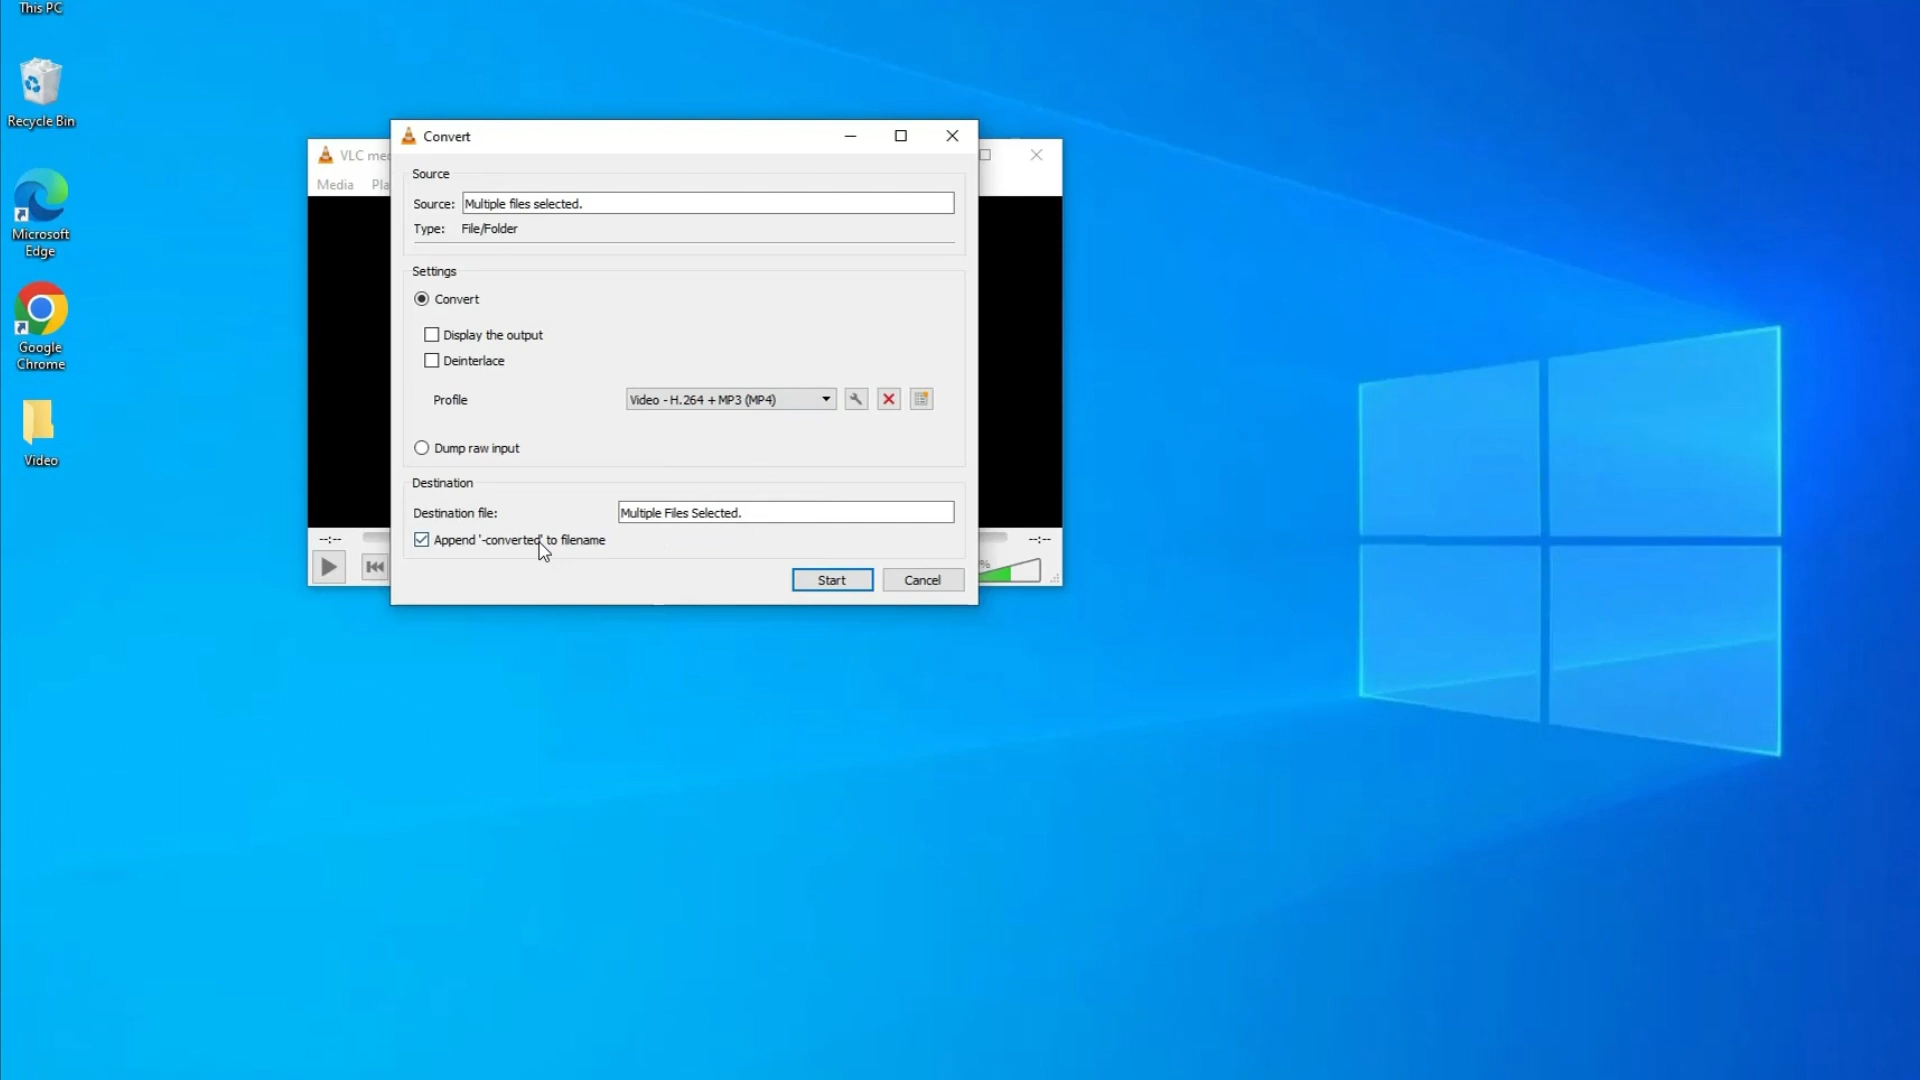 This PC
Recycle Bin
Microsoft
Edge
Google
Chrome
Video
VLC med
Media Pla
--:--
--:--
%
Convert
Source
Source: Multiple files selected.
Type: File/Folder
Settings
Convert
Display the output
Deinterlace
Profile Video - H.264 + MP3 (MP4)
Dump raw input
Destination
Destination file: Multiple Files Selected.
Append '-converted' to filename
Start Cancel